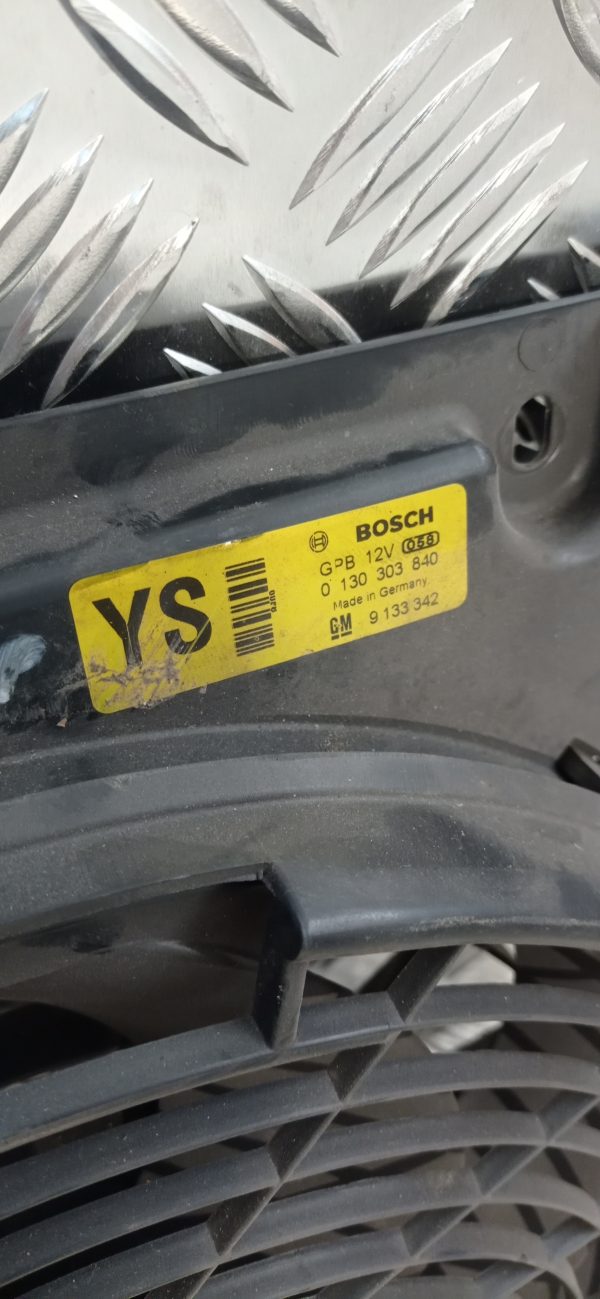 YS
BOSCH
GPB 12V 058
0 130 303 840
Made in Germany
GM 9 133 342